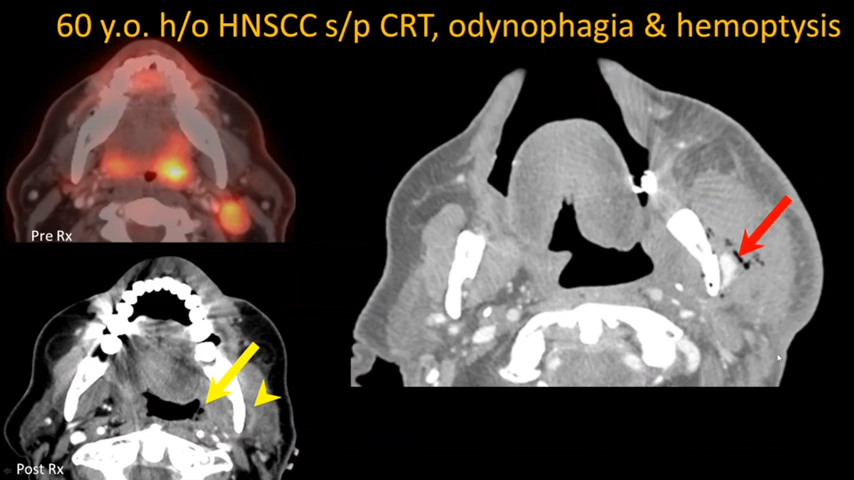 60 y.o. h/o HNSCC s/p CRT, odynophagia & hemoptysis
Pre Rx
Post Rx